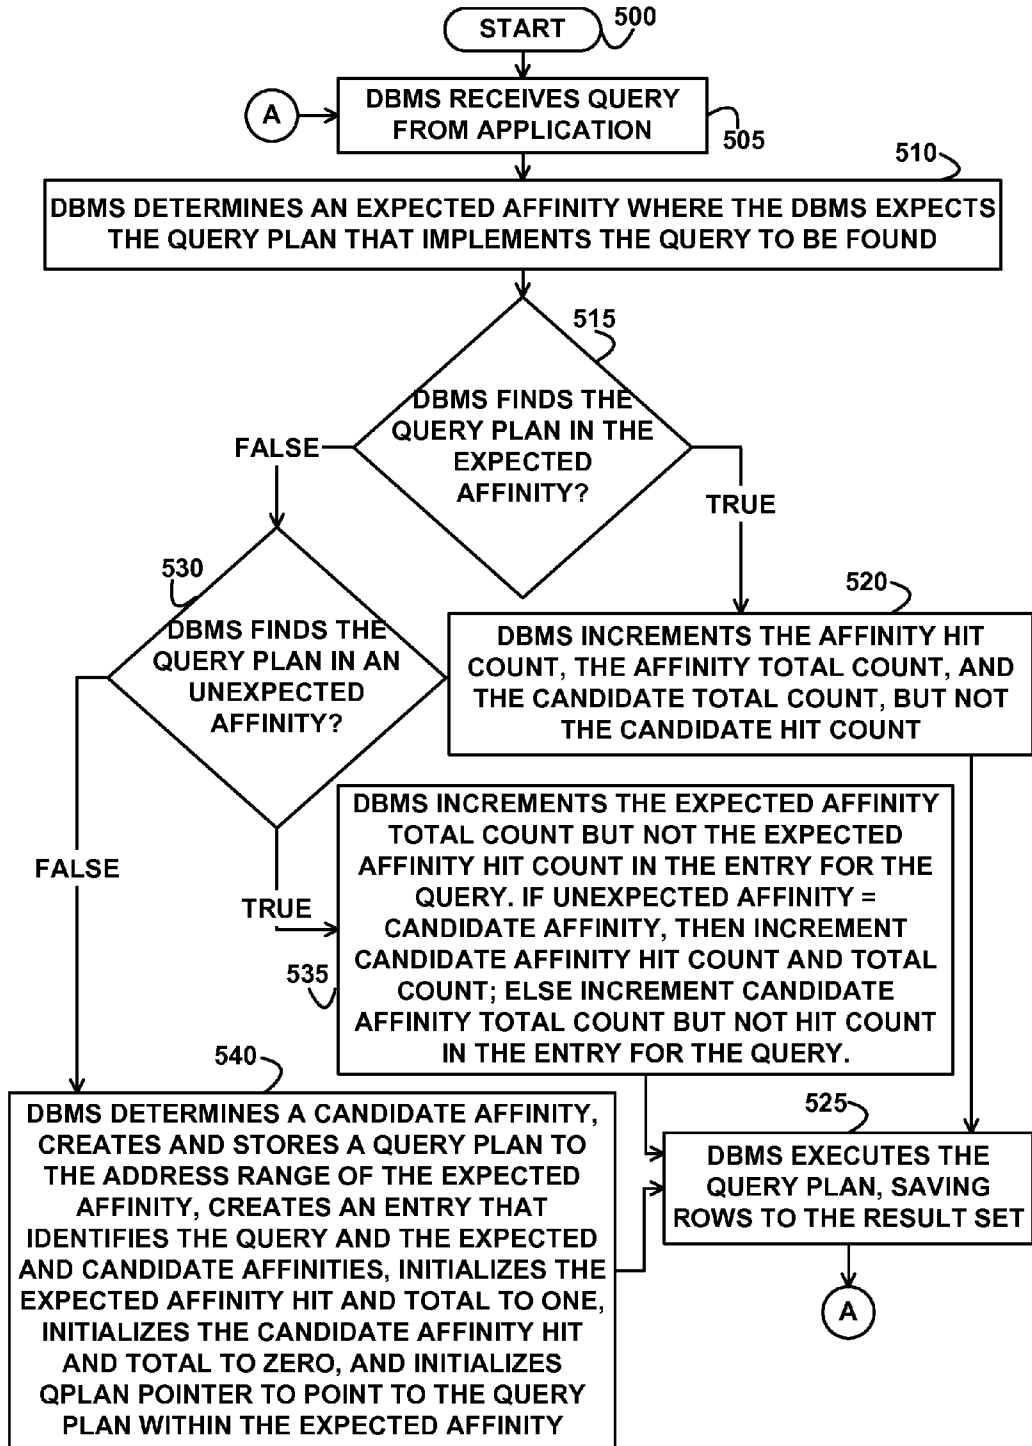 START
500
A
DBMS RECEIVES QUERY
FROM APPLICATION
505
510
DBMS DETERMINES AN EXPECTED AFFINITY WHERE THE DBMS EXPECTS
THE QUERY PLAN THAT IMPLEMENTS THE QUERY TO BE FOUND
515
DBMS FINDS THE
QUERY PLAN IN THE
EXPECTED
AFFINITY?
FALSE
TRUE
530
DBMS FINDS THE
QUERY PLAN IN AN
UNEXPECTED
AFFINITY?
520
DBMS INCREMENTS THE AFFINITY HIT
COUNT, THE AFFINITY TOTAL COUNT, AND
THE CANDIDATE TOTAL COUNT, BUT NOT
THE CANDIDATE HIT COUNT
FALSE
TRUE
DBMS INCREMENTS THE EXPECTED AFFINITY
TOTAL COUNT BUT NOT THE EXPECTED
AFFINITY HIT COUNT IN THE ENTRY FOR THE
QUERY. IF UNEXPECTED AFFINITY =
CANDIDATE AFFINITY, THEN INCREMENT
CANDIDATE AFFINITY HIT COUNT AND TOTAL
COUNT; ELSE INCREMENT CANDIDATE
AFFINITY TOTAL COUNT BUT NOT HIT COUNT
IN THE ENTRY FOR THE QUERY.
535
540
DBMS DETERMINES A CANDIDATE AFFINITY,
CREATES AND STORES A QUERY PLAN TO
THE ADDRESS RANGE OF THE EXPECTED
AFFINITY, CREATES AN ENTRY THAT
IDENTIFIES THE QUERY AND THE EXPECTED
AND CANDIDATE AFFINITIES, INITIALIZES THE
EXPECTED AFFINITY HIT AND TOTAL TO ONE,
INITIALIZES THE CANDIDATE AFFINITY HIT
AND TOTAL TO ZERO, AND INITIALIZES
QPLAN POINTER TO POINT TO THE QUERY
PLAN WITHIN THE EXPECTED AFFINITY
525
DBMS EXECUTES THE
QUERY PLAN, SAVING
ROWS TO THE RESULT SET
A